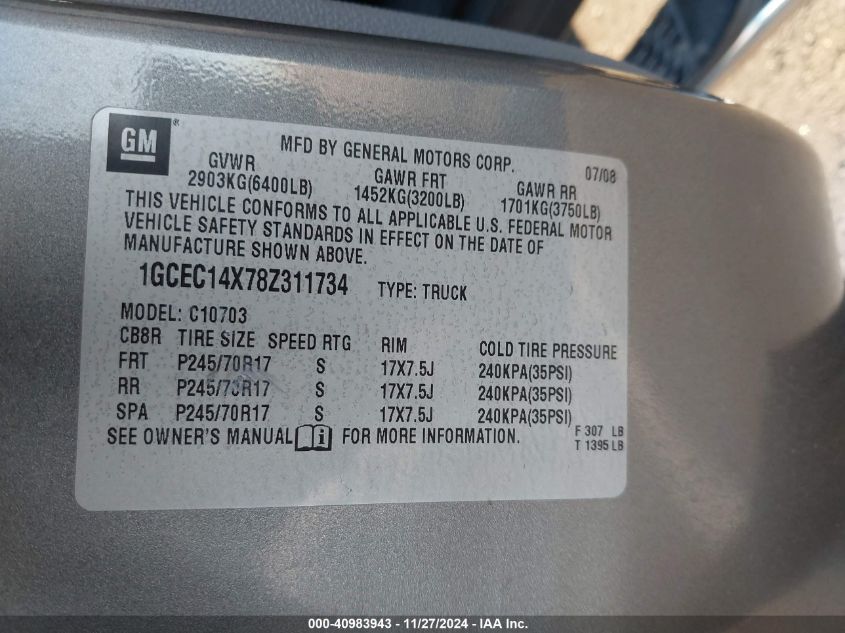 GM ®
MFD BY GENERAL MOTORS CORP. 07/08
GVWR GAWR FRT GAWR RR
2903KG(6400LB) 1452KG(3200LB) 1701KG(3750LB)
THIS VEHICLE CONFORMS TO ALL APPLICABLE U.S. FEDERAL MOTOR
VEHICLE SAFETY STANDARDS IN EFFECT ON THE DATE OF
MANUFACTURE SHOWN ABOVE.
1GCEC14X78Z311734 TYPE: TRUCK
MODEL: C10703
CB8R TIRE SIZE SPEED RTG RIM COLD TIRE PRESSURE
FRT P245/70R17 S 17X7.5J 240KPA(35PSI)
RR P245/70R17 S 17X7.5J 240KPA(35PSI)
SPA P245/70R17 S 17X7.5J 240KPA(35PSI)
SEE OWNER'S MANUAL i FOR MORE INFORMATION. F 307 LB
T 1395 LB
000-40983943 - 11/27/2024 - IAA Inc.